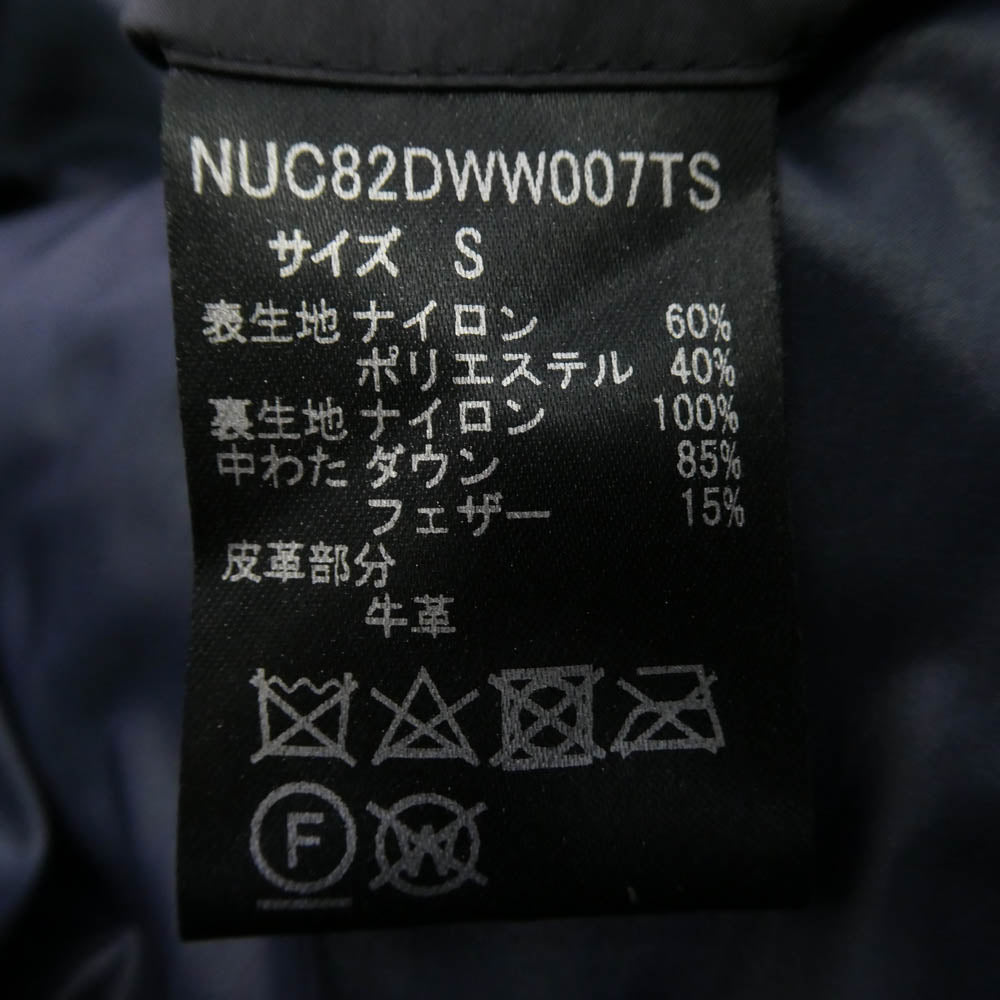 NUC82DWW007TS
サイズ S
表生地 ナイロン 60%
ポリエステル 40%
裏生地 ナイロン 100%
中わた ダウン 85%
フェザー 15%
皮革部分
牛革
F W